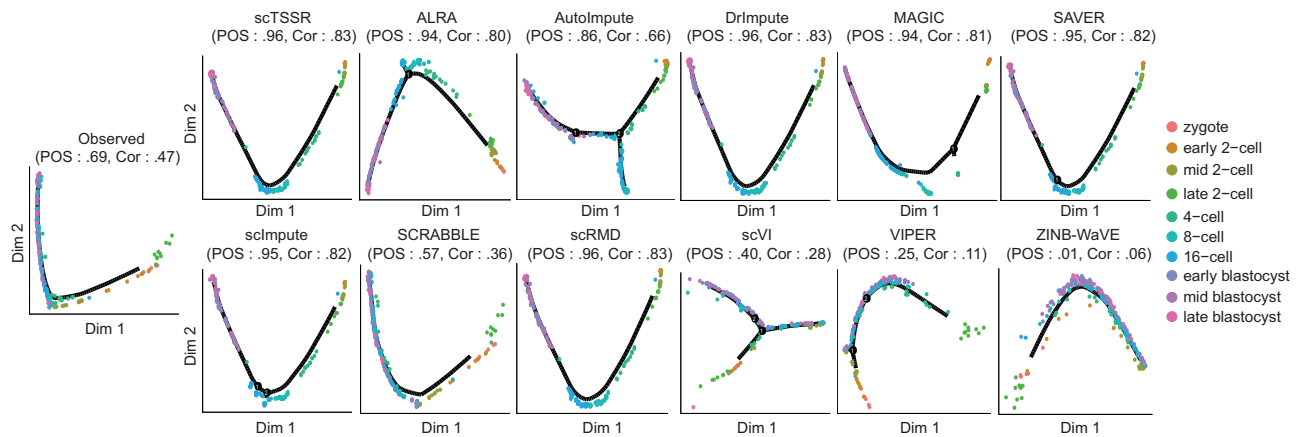 scTSSR
(POS : .96, Cor : .83)
ALRA
(POS : .94, Cor : .80)
AutoImpute
(POS : .86, Cor : .66)
DrImpute
(POS : .96, Cor : .83)
MAGIC
(POS : .94, Cor : .81)
SAVER
(POS : .95, Cor : .82)
Observed
(POS : .69, Cor : .47)
Dim 2
Dim 1
Dim 2
Dim 1
Dim 1
Dim 1
Dim 1
Dim 1
Dim 1
scImpute
(POS : .95, Cor : .82)
SCRABBLE
(POS : .57, Cor : .36)
scRMD
(POS : .96, Cor : .83)
scVI
(POS : .40, Cor : .28)
VIPER
(POS : .25, Cor : .11)
ZINB-WaVE
(POS : .01, Cor : .06)
Dim 2
Dim 1
Dim 1
Dim 1
Dim 1
Dim 1
Dim 1
zygote
early 2−cell
mid 2−cell
late 2−cell
4−cell
8−cell
16−cell
early blastocyst
mid blastocyst
late blastocyst